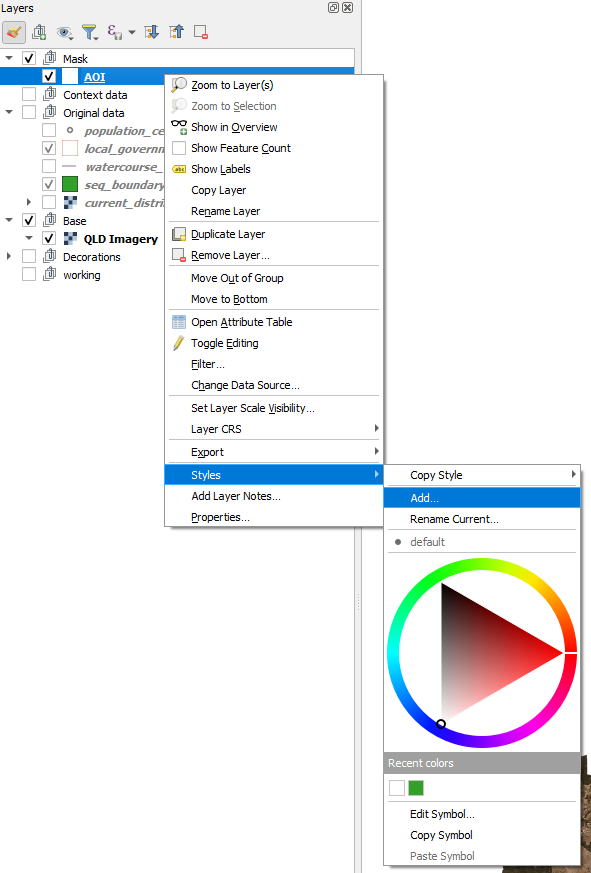 Layers
Mask
AOI
Context data
Original data
population_ce
local_governm
watercourse_
seq_boundary
current_distri
Base
QLD Imagery
Decorations
working
Zoom to Layer(s)
Zoom to Selection
Show in Overview
Show Feature Count
abc Show Labels
Copy Layer
Rename Layer
Duplicate Layer
Remove Layer...
Move Out of Group
Move to Bottom
Open Attribute Table
Toggle Editing
Filter...
Change Data Source...
Set Layer Scale Visibility...
Layer CRS
Export
Styles
Add Layer Notes...
Properties...
Copy Style
Add...
Rename Current...
default
Recent colors
Edit Symbol...
Copy Symbol
Paste Symbol